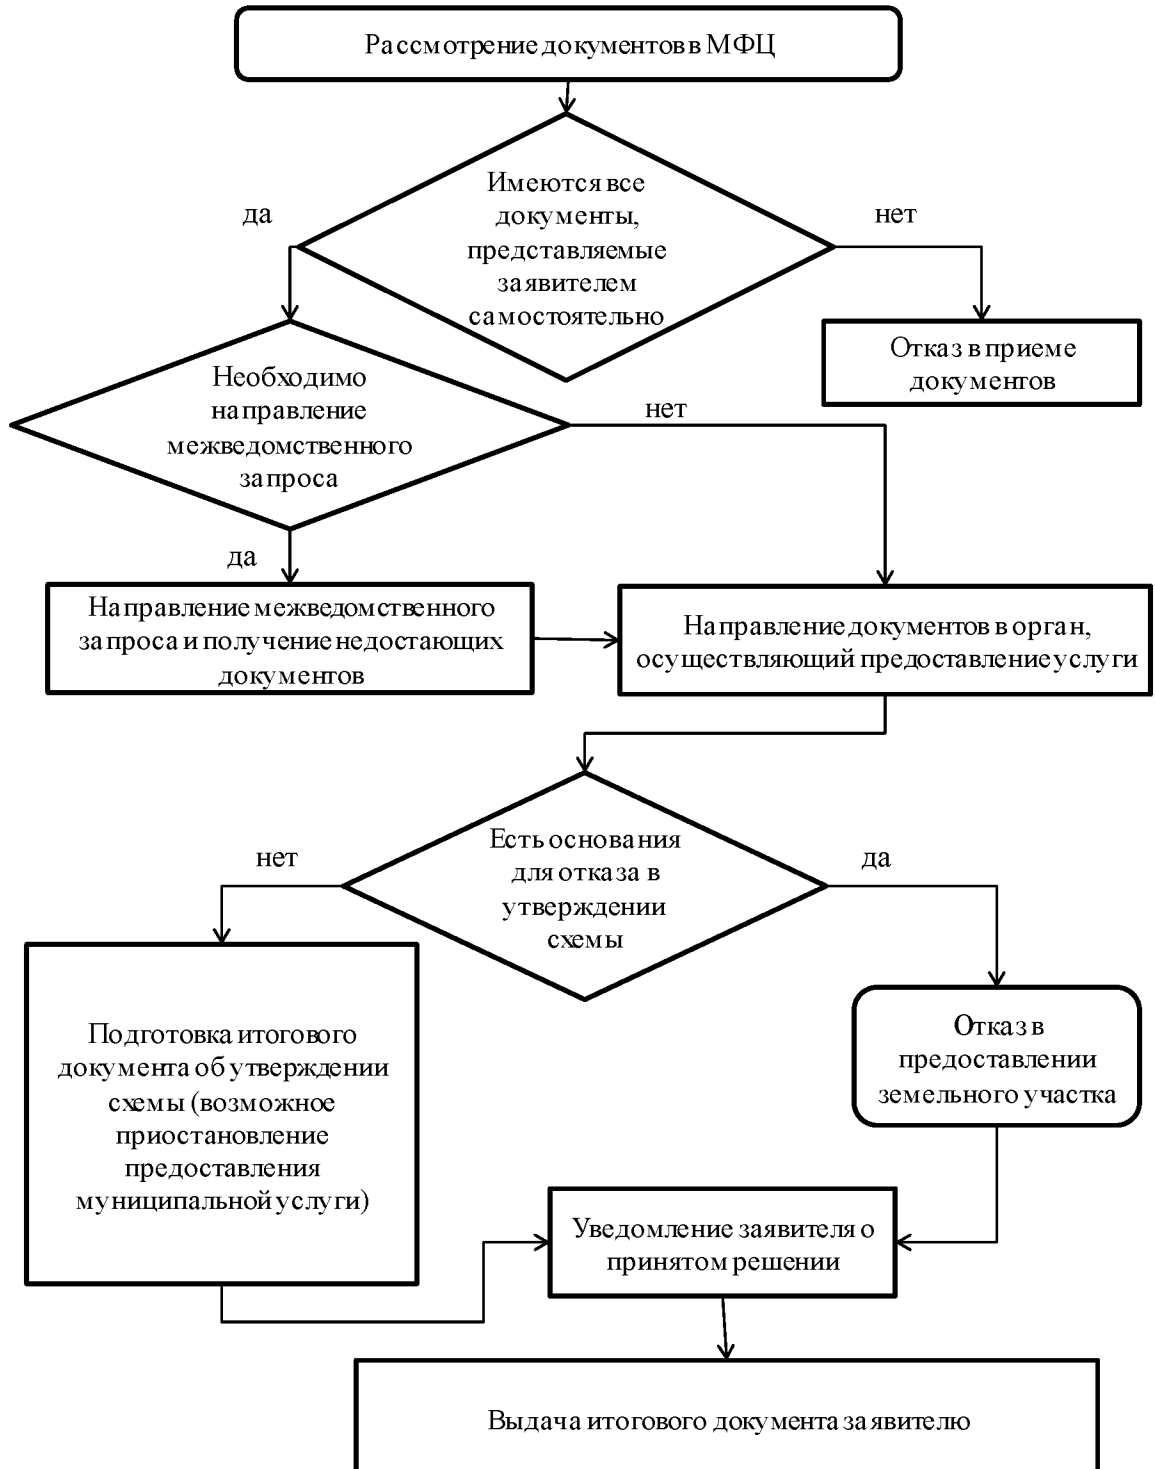 Рассмотрение документов в МФЦ
Имеются все
документы,
представляемые
заявителем
самостоятельно
да
нет
Отказ в приеме
документов
Необходимо
направление
межведомственного
запроса
нет
да
Направление межведомственного
запроса и получение недостающих
документов
Направление документов в орган,
осуществляющий предоставление услуги
Есть основания
для отказа в
утверждении
схемы
нет
да
Подготовка итогового
документа об утверждении
схемы (возможное
приостановление
предоставления
муниципальной услуги)
Отказ в
предоставлении
земельного участка
Уведомление заявителя о
принятом решении
Выдача итогового документа заявителю